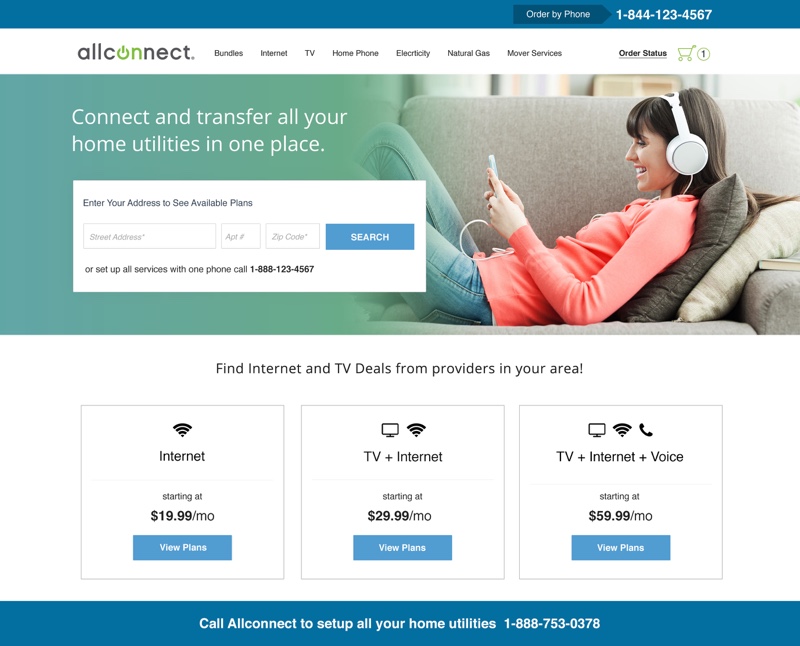 Order by Phone 1-844-123-4567
allconnect.
Bundles Internet TV Home Phone Elecrticity Natural Gas Mover Services Order Status 1
Connect and transfer all your
home utilities in one place.
Enter Your Address to See Available Plans
Street Address* Apt # Zip Code* SEARCH
or set up all services with one phone call 1-888-123-4567
Find Internet and TV Deals from providers in your area!
Internet
starting at
$19.99/mo
View Plans
TV + Internet
starting at
$29.99/mo
View Plans
TV + Internet + Voice
starting at
$59.99/mo
View Plans
Call Allconnect to setup all your home utilities 1-888-753-0378